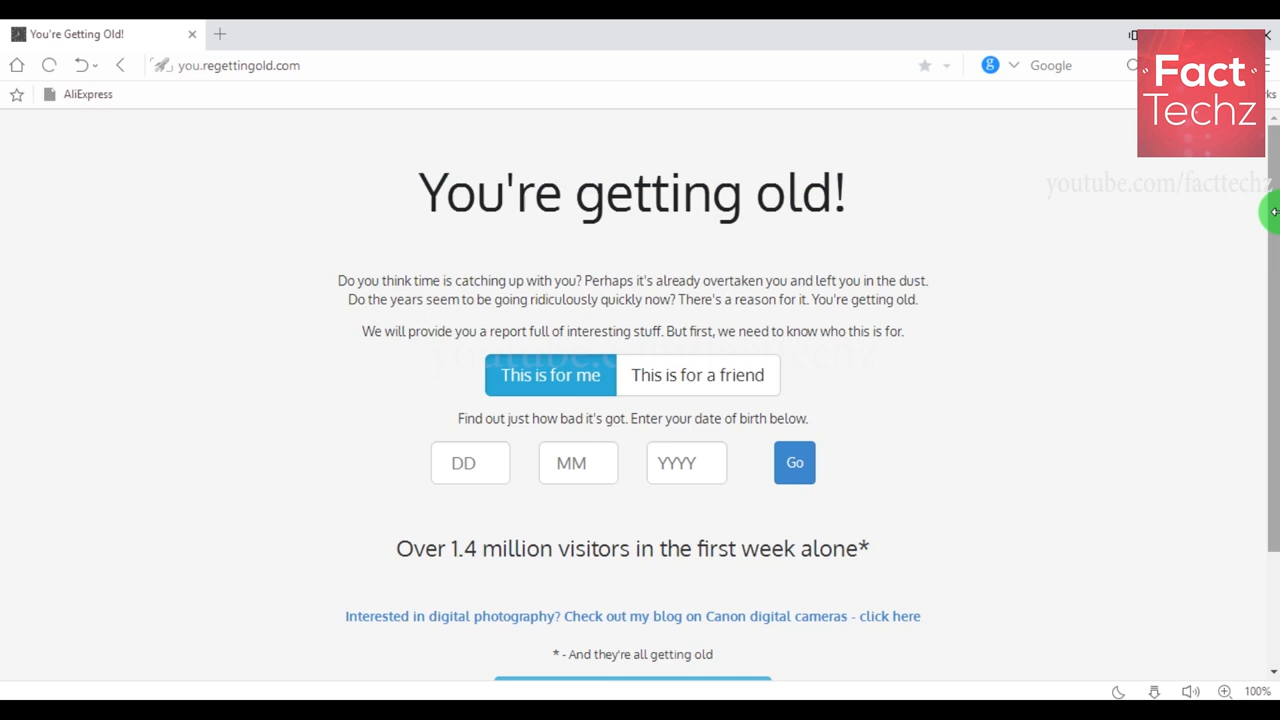 You're Getting Old!
you.regettingold.com
Google
AliExpress
Fact
Techz
youtube.com/facttechz
You're getting old!
Do you think time is catching up with you? Perhaps it's already overtaken you and left you in the dust.
Do the years seem to be going ridiculously quickly now? There's a reason for it. You're getting old.
We will provide you a report full of interesting stuff. But first, we need to know who this is for.
This is for me
This is for a friend
Find out just how bad it's got. Enter your date of birth below.
DD
MM
YYYY
Go
Over 1.4 million visitors in the first week alone*
Interested in digital photography? Check out my blog on Canon digital cameras - click here
* - And they're all getting old
100%